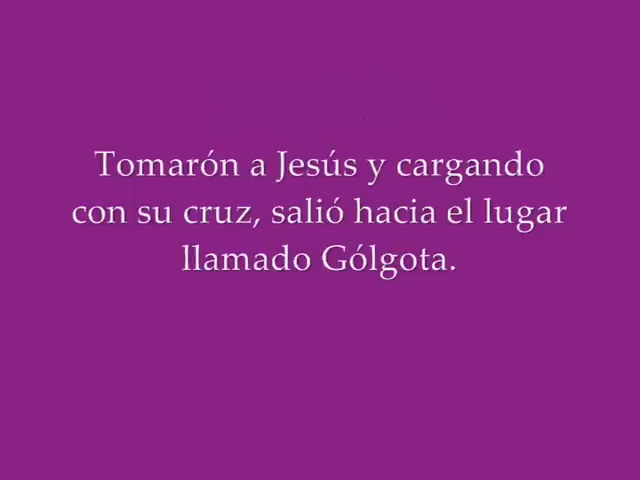 Tomarón a Jesús y cargando
con su cruz, salió hacia el lugar
llamado Gólgota.